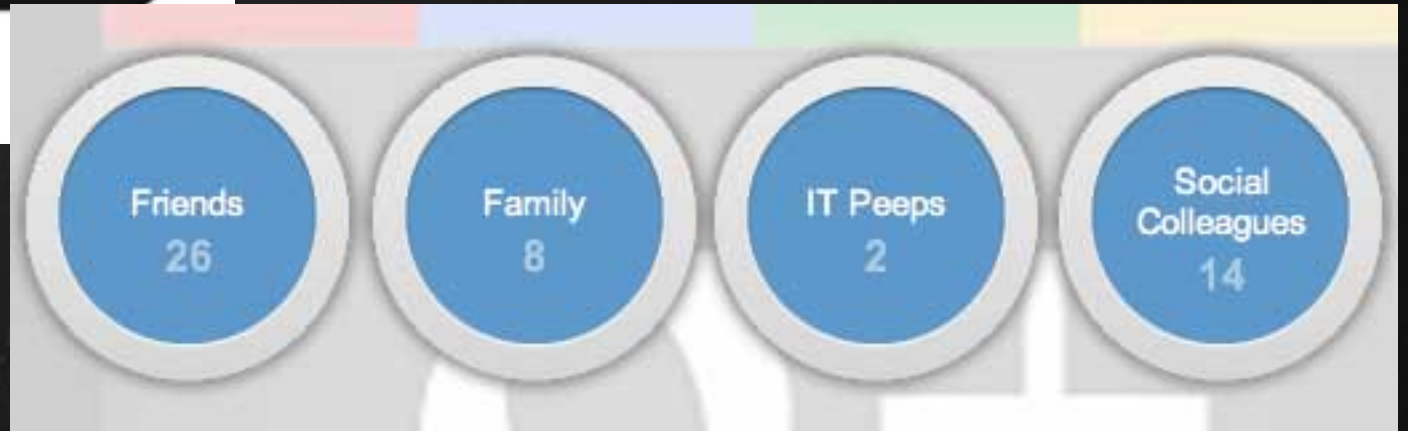 Friends
26
Family
8
IT Peeps
2
Social
Colleagues
14